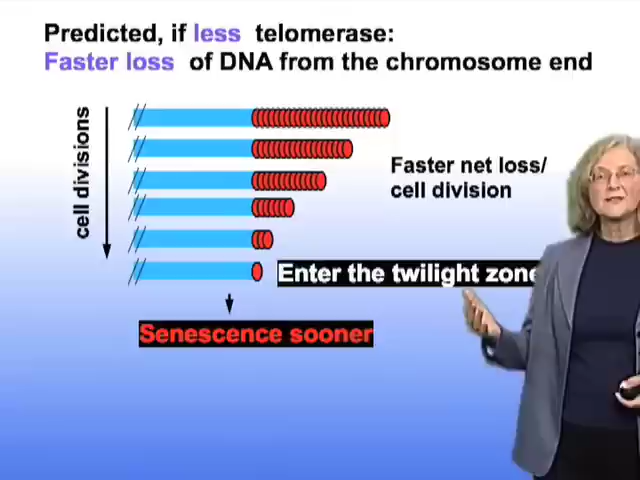 Predicted, if less telomerase:
Faster loss of DNA from the chromosome end
cell divisions
Faster net loss/
cell division
Enter the twilight zone
Senescence sooner